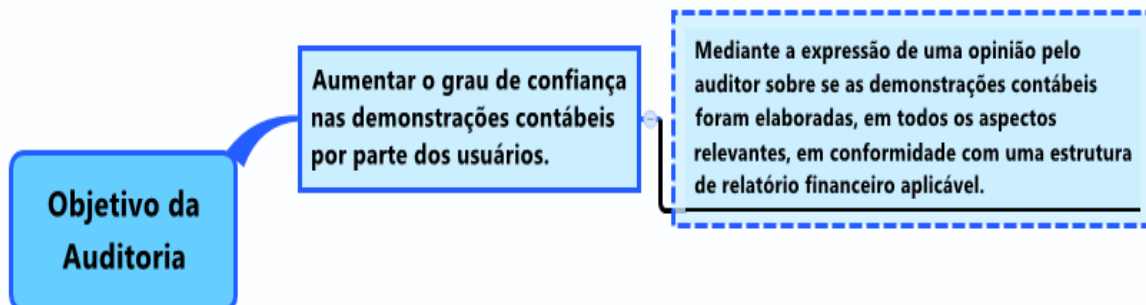 Objetivo da
Auditoria
Aumentar o grau de confiança
nas demonstrações contábeis
por parte dos usuários.
Mediante a expressão de uma opinião pelo
auditor sobre se as demonstrações contábeis
foram elaboradas, em todos os aspectos
relevantes, em conformidade com uma estrutura
de relatório financeiro aplicável.